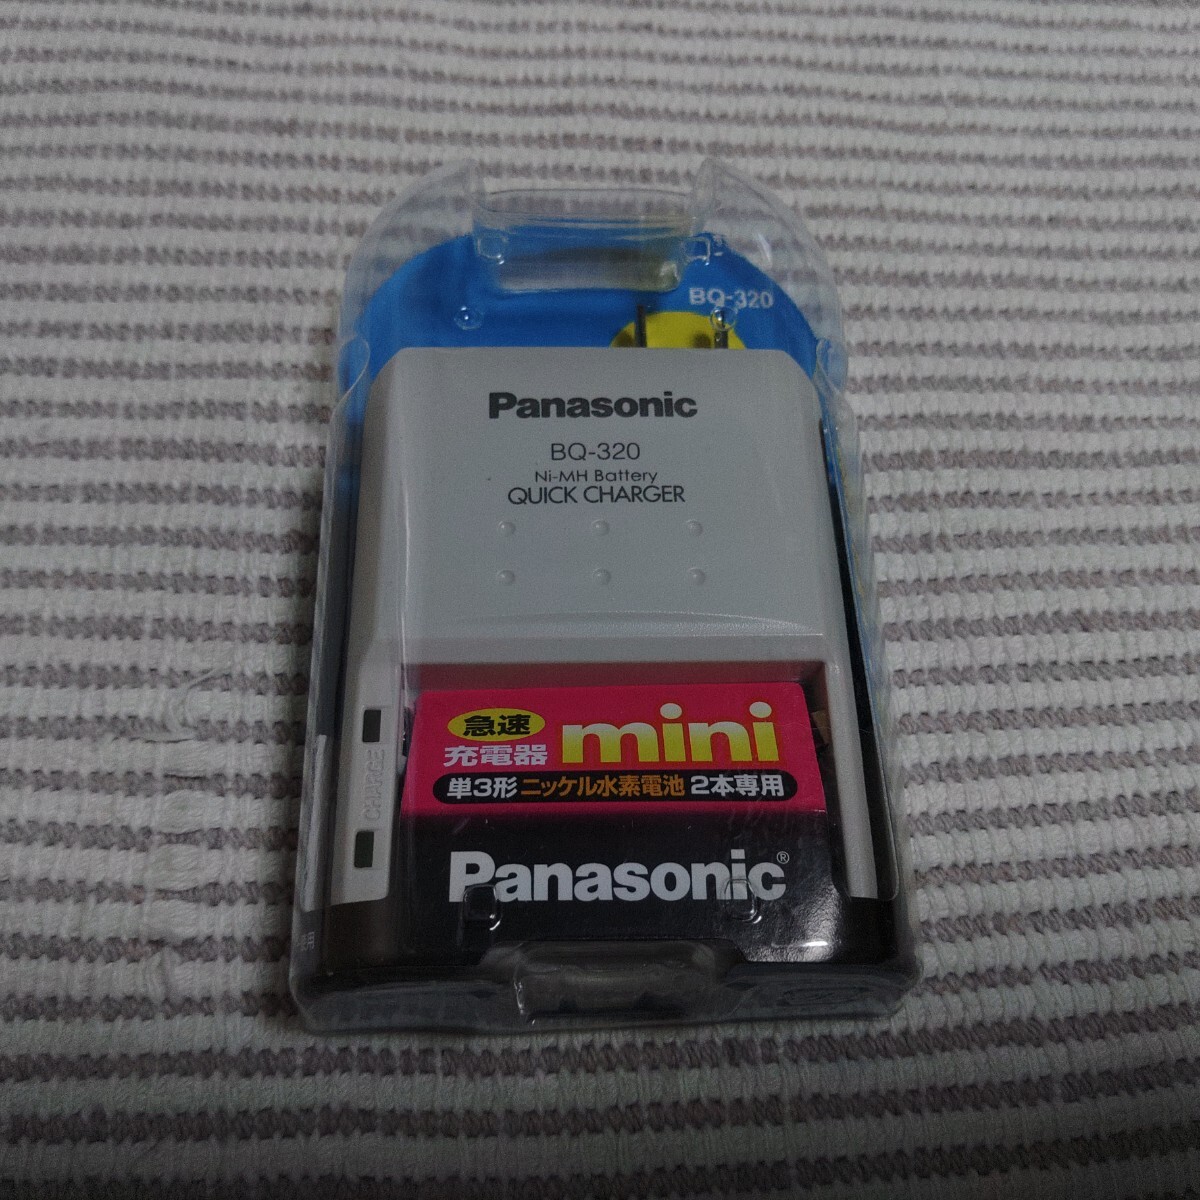 BQ-320
Panasonic
BQ-320
Ni-MH Battery
QUICK CHARGER
急速
充電器
mini
単3形 ニッケル水素電池 2本専用
CHARGE
Panasonic®